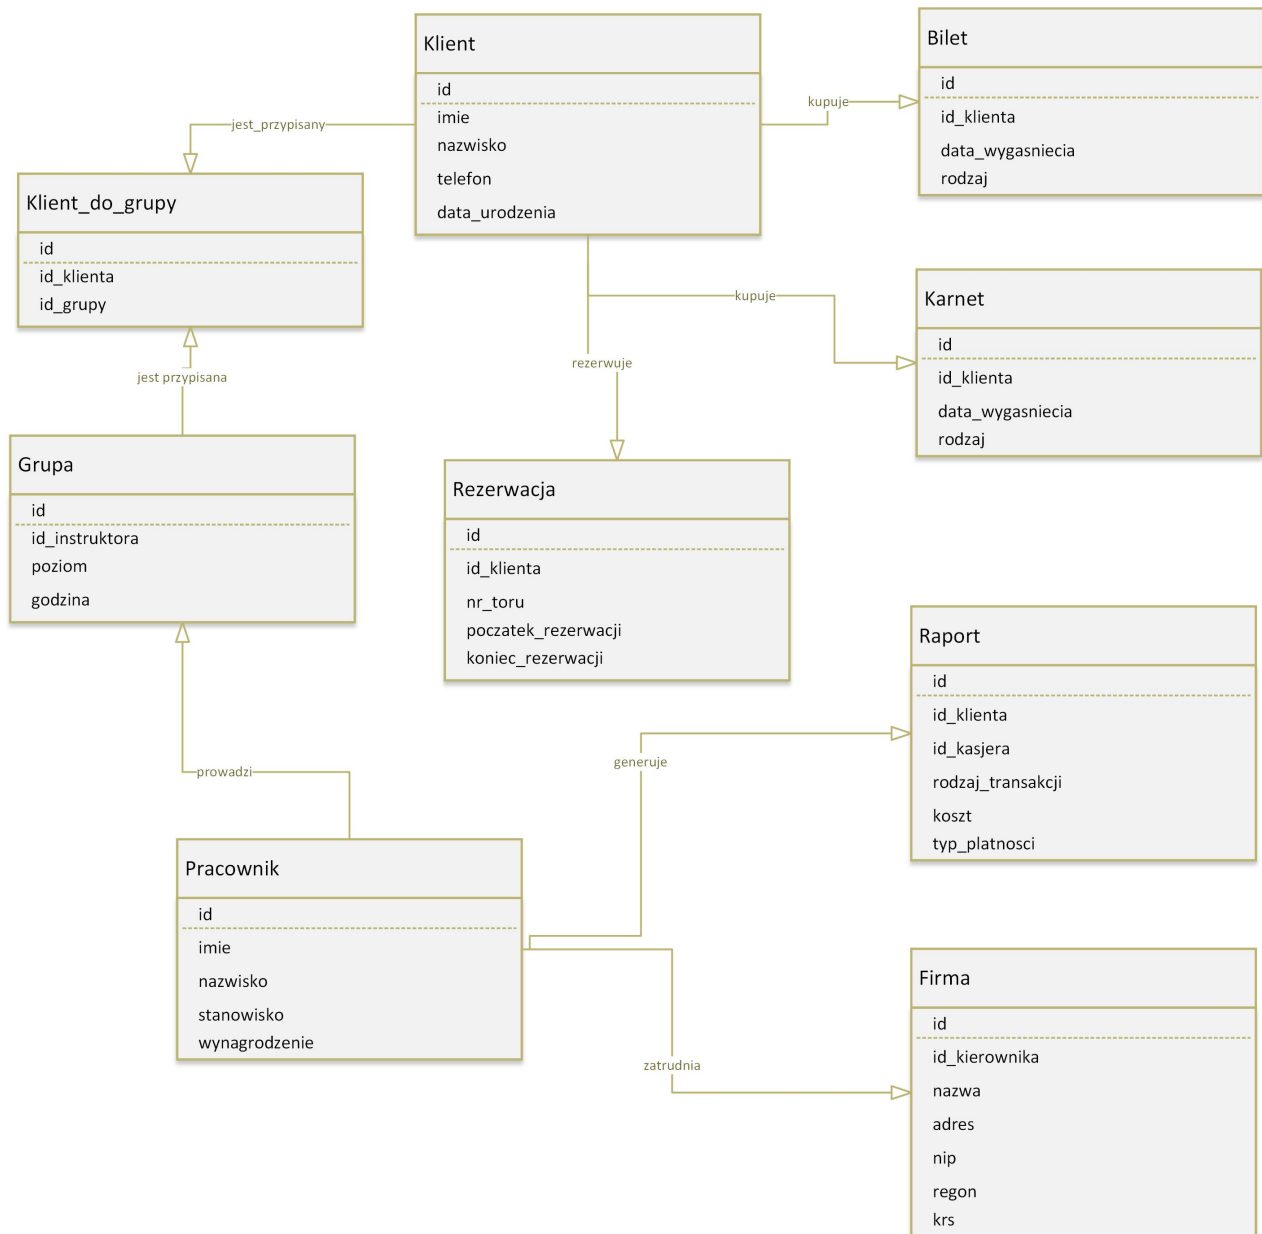 Klient
id
imie
nazwisko
telefon
data_urodzenia
Bilet
id
id_klienta
data_wygasniecia
rodzaj
kupuje
jest_przypisany
Klient_do_grupy
id
id_klienta
id_grupy
kupuje
Karnet
id
id_klienta
data_wygasniecia
rodzaj
rezerwuje
jest przypisana
Grupa
id
id_instruktora
poziom
godzina
Rezerwacja
id
id_klienta
nr_toru
poczatek_rezerwacji
koniec_rezerwacji
Raport
id
id_klienta
id_kasjera
rodzaj_transakcji
koszt
typ_platnosci
generuje
prowadzi
Pracownik
id
imie
nazwisko
stanowisko
wynagrodzenie
zatrudnia
Firma
id
id_kierownika
nazwa
adres
nip
regon
krs